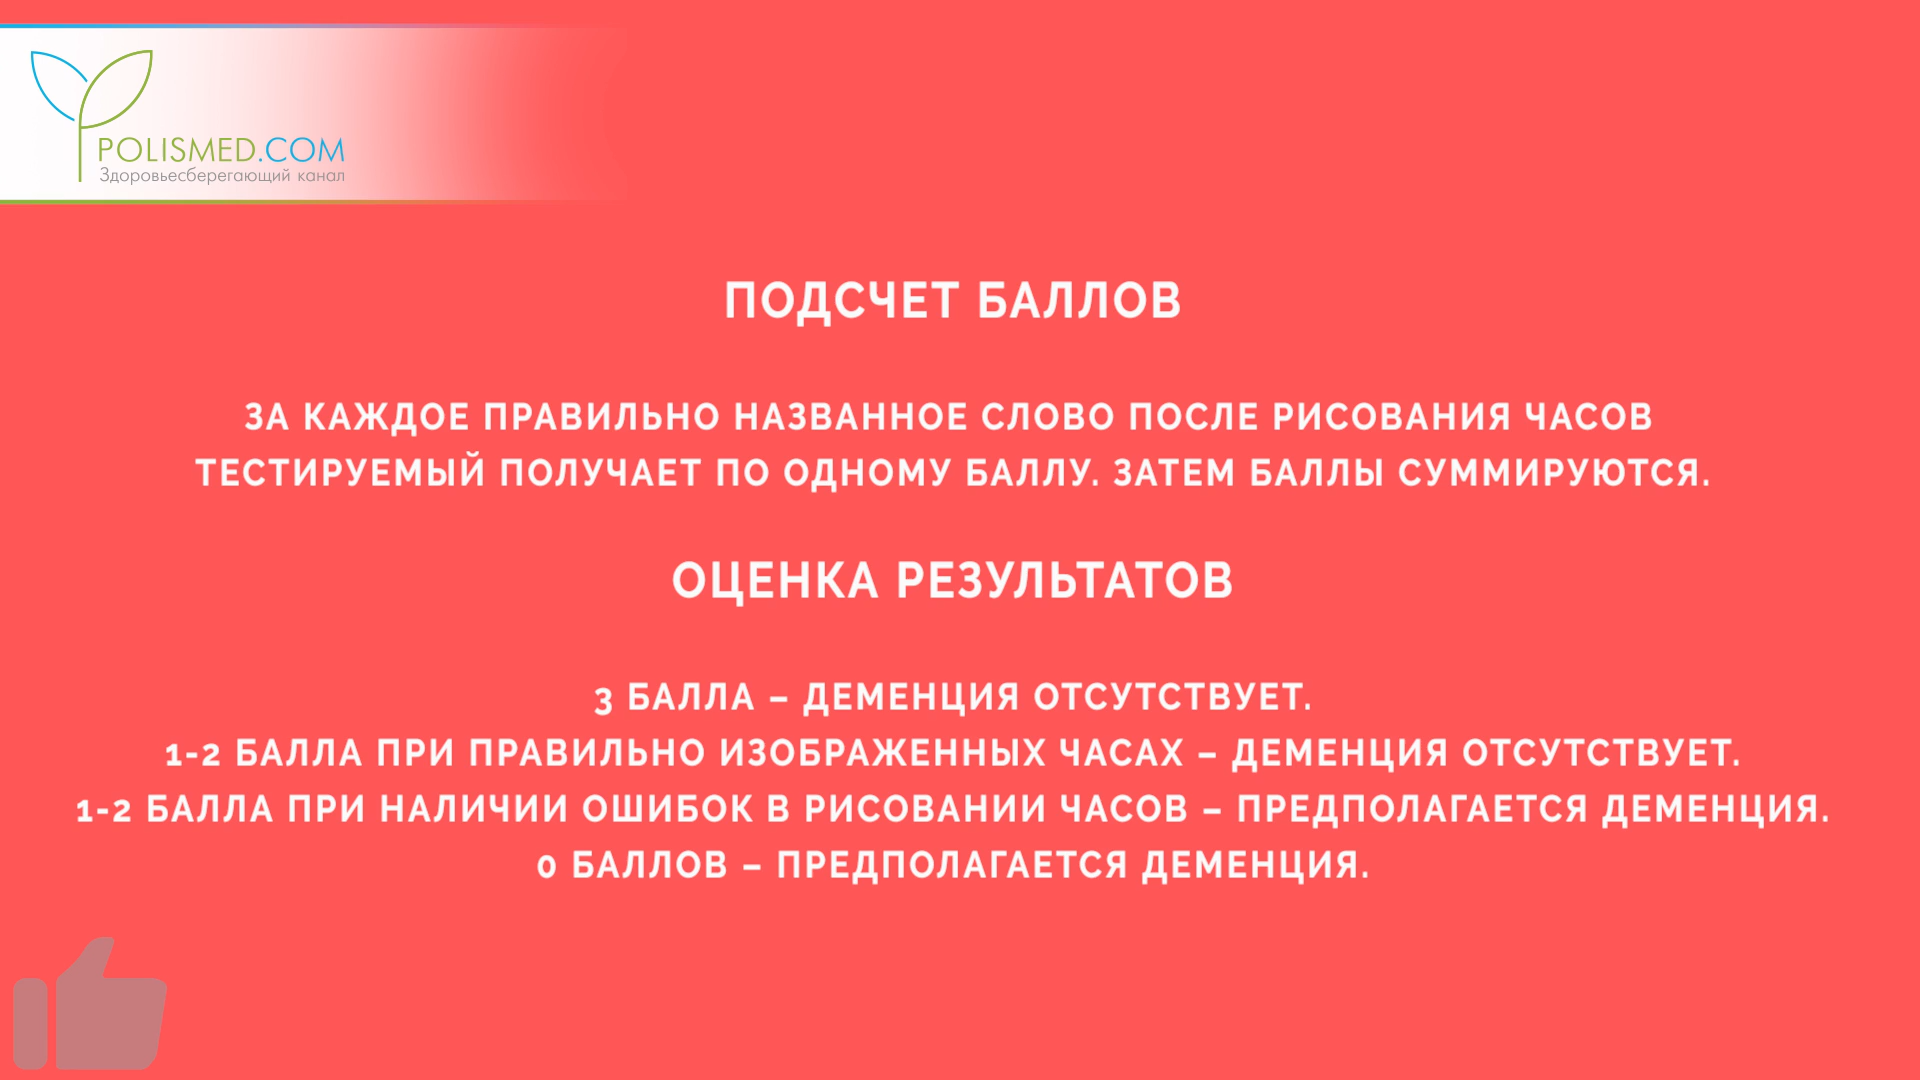 POLISMED.COM
Здоровьесберегающий канал
ПОДСЧЕТ БАЛЛОВ
ЗА КАЖДОЕ ПРАВИЛЬНО НАЗВАННОЕ СЛОВО ПОСЛЕ РИСОВАНИЯ ЧАСОВ
ТЕСТИРУЕМЫЙ ПОЛУЧАЕТ ПО ОДНОМУ БАЛЛУ. ЗАТЕМ БАЛЛЫ СУММИРУЮТСЯ.
ОЦЕНКА РЕЗУЛЬТАТОВ
3 БАЛЛА – ДЕМЕНЦИЯ ОТСУТСТВУЕТ.
1-2 БАЛЛА ПРИ ПРАВИЛЬНО ИЗОБРАЖЕННЫХ ЧАСАХ – ДЕМЕНЦИЯ ОТСУТСТВУЕТ.
1-2 БАЛЛА ПРИ НАЛИЧИИ ОШИБОК В РИСОВАНИИ ЧАСОВ – ПРЕДПОЛАГАЕТСЯ ДЕМЕНЦИЯ.
0 БАЛЛОВ – ПРЕДПОЛАГАЕТСЯ ДЕМЕНЦИЯ.